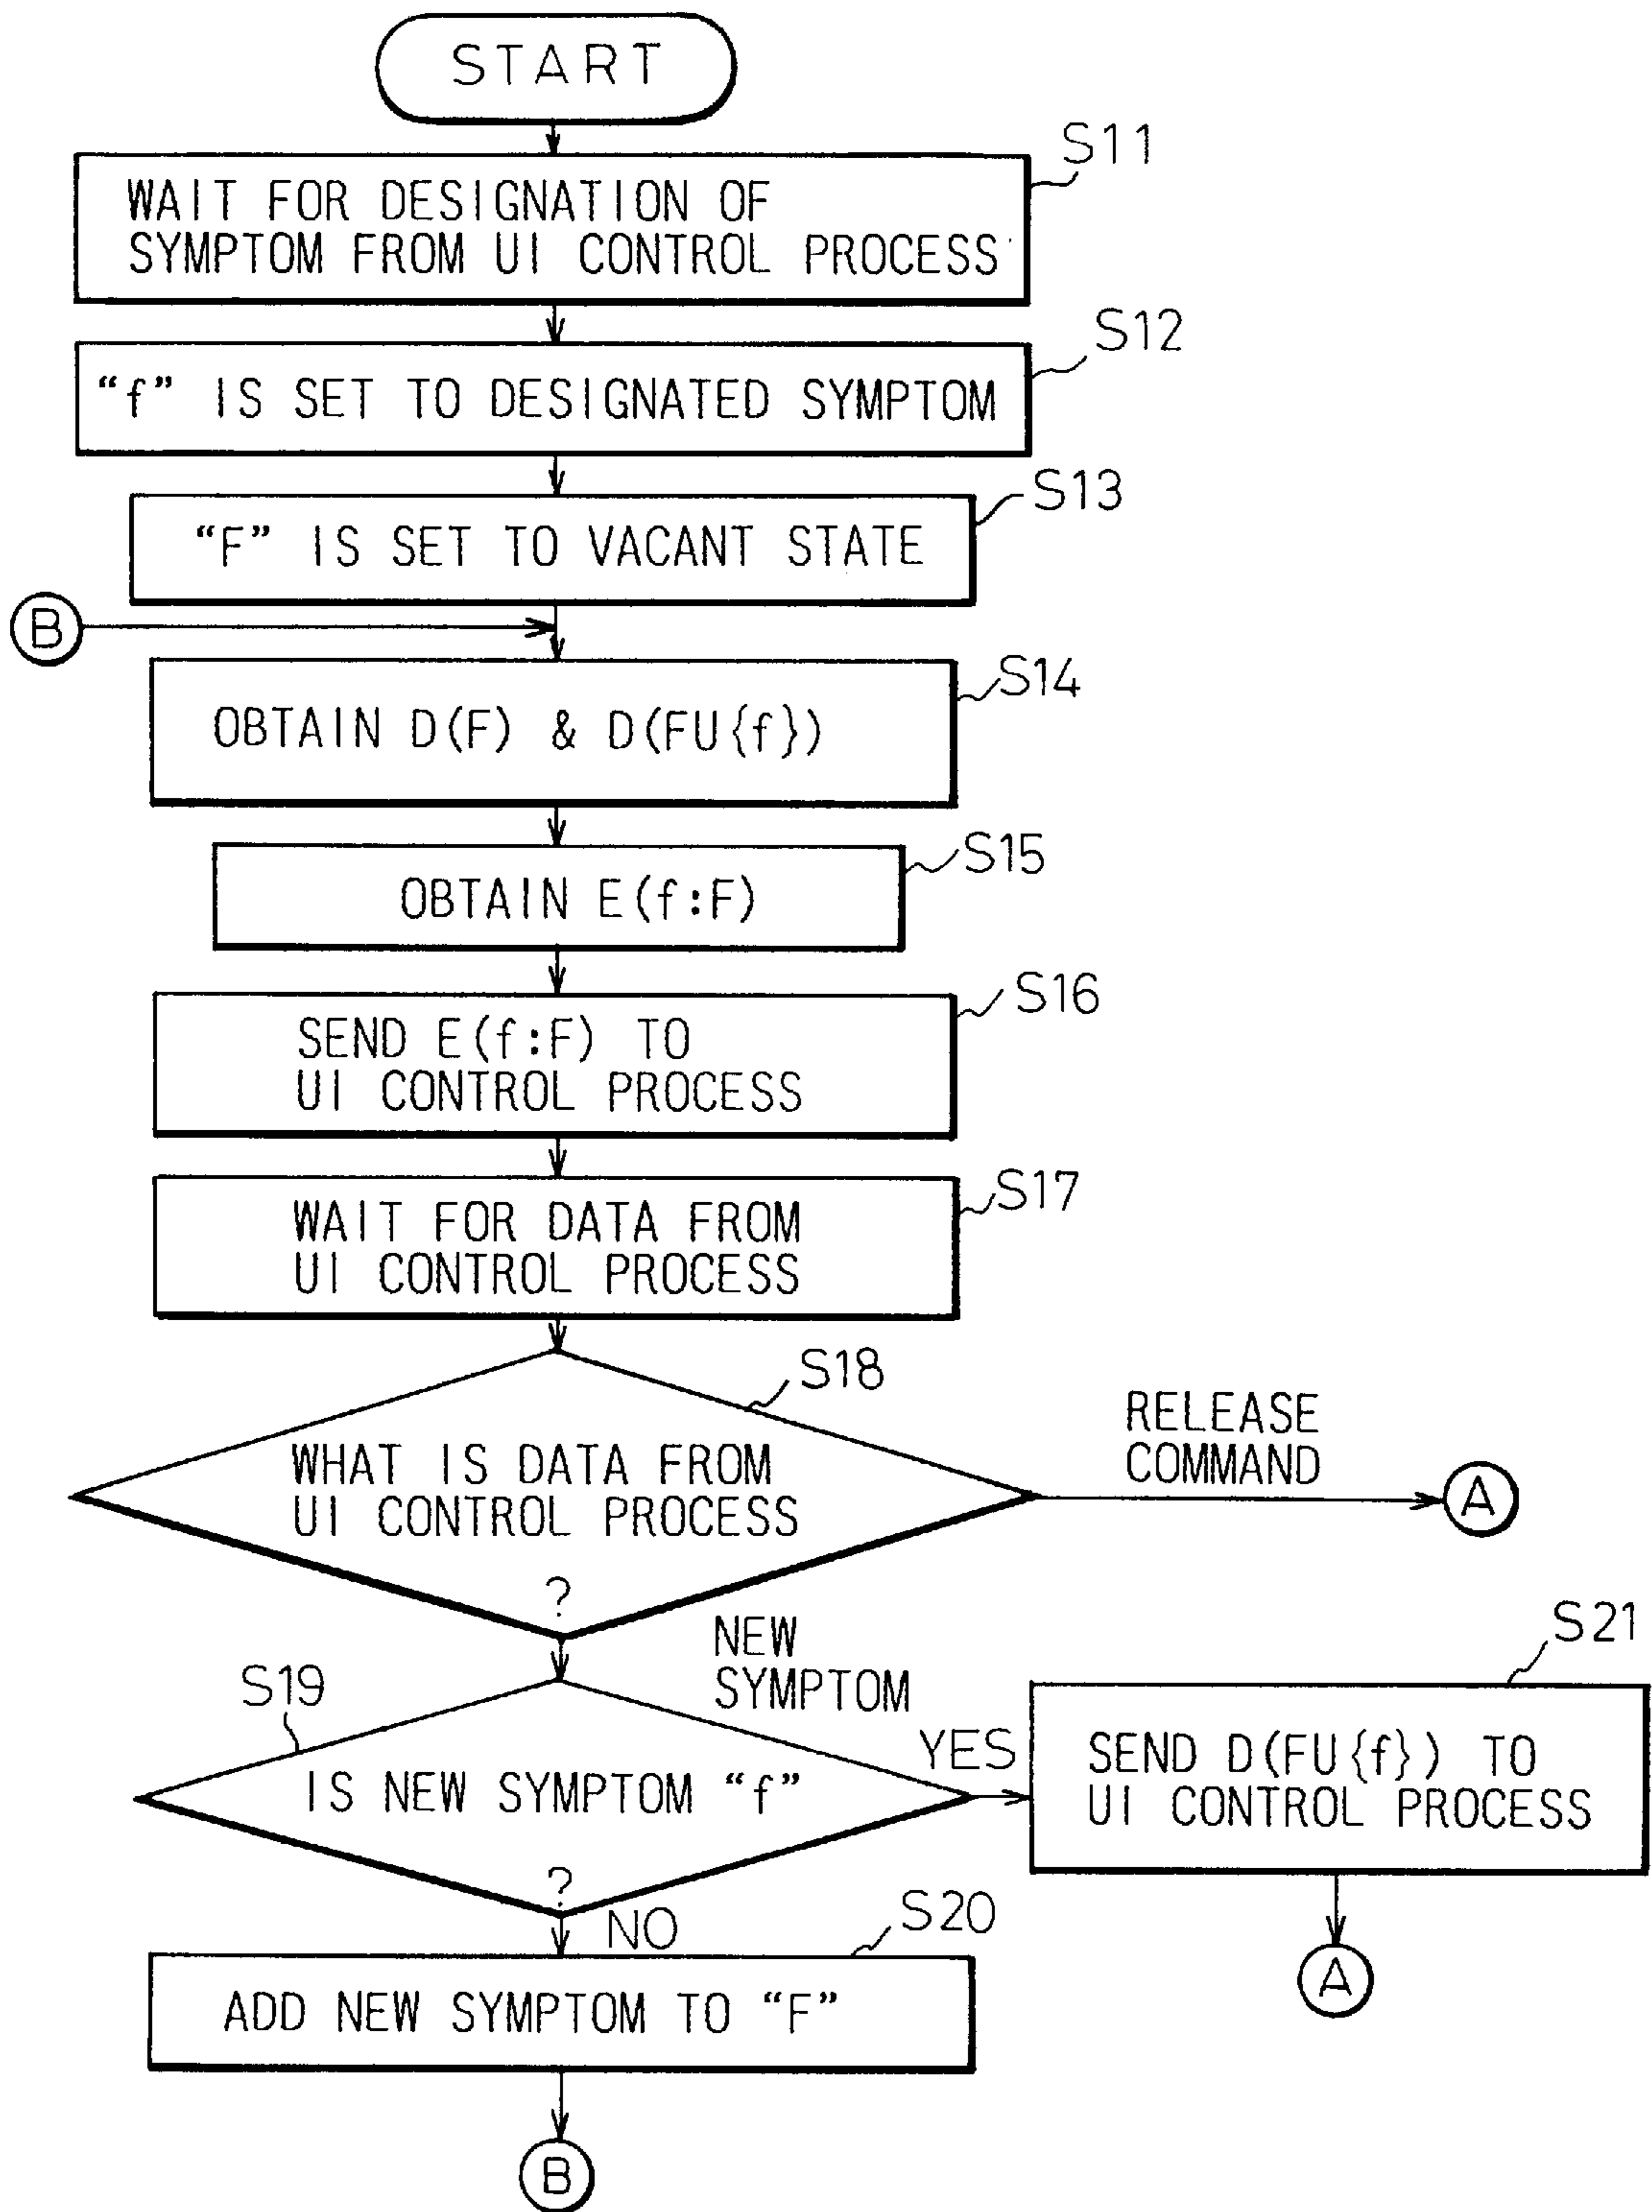 START
S11
WAIT FOR DESIGNATION OF
SYMPTOM FROM UI CONTROL PROCESS
S12
“f” IS SET TO DESIGNATED SYMPTOM
S13
“F” IS SET TO VACANT STATE
B
S14
OBTAIN D(F) & D(FU{f})
S15
OBTAIN E(f:F)
S16
SEND E(f:F) TO
UI CONTROL PROCESS
S17
WAIT FOR DATA FROM
UI CONTROL PROCESS
S18
WHAT IS DATA FROM
UI CONTROL PROCESS
?
RELEASE
COMMAND
A
NEW
SYMPTOM
S19
IS NEW SYMPTOM “f”
?
YES
S21
SEND D(FU{f}) TO
UI CONTROL PROCESS
A
NO
S20
ADD NEW SYMPTOM TO “F”
B